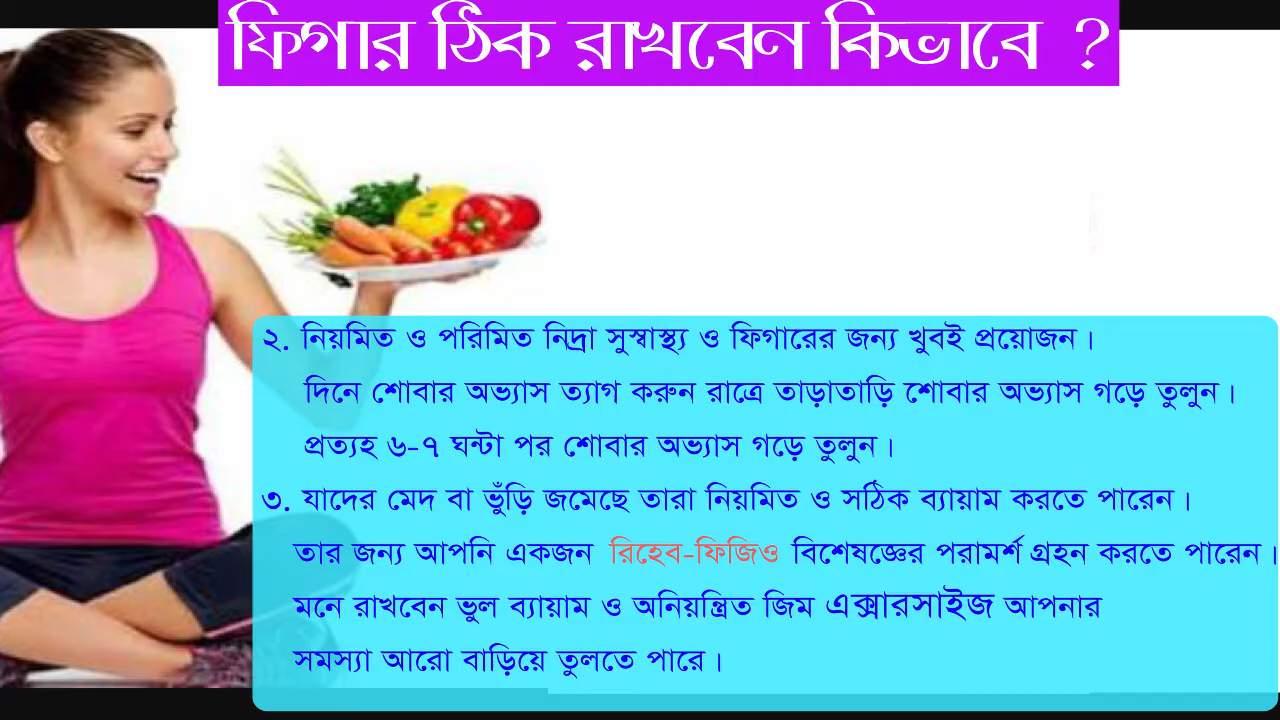 ফিগার ঠিক রাখবেন কিভাবে ?
২. নিয়মিত ও পরিমিত নিদ্রা সুস্বাস্থ্য ও ফিগারের জন্য খুবই প্রয়োজন।
দিনে শোবার অভ্যাস ত্যাগ করুন রাত্রে তাড়াতাড়ি শোবার অভ্যাস গড়ে তুলুন।
প্রত্যহ ৬-৭ ঘন্টা পর শোবার অভ্যাস গড়ে তুলুন।
৩. যাদের মেদ বা ভুঁড়ি জমেছে তারা নিয়মিত ও সঠিক ব্যায়াম করতে পারেন।
তার জন্য আপনি একজন রিহেব-ফিজিও বিশেষজ্ঞের পরামর্শ গ্রহন করতে পারেন।
মনে রাখবেন ভুল ব্যায়াম ও অনিয়ন্ত্রিত জিম এক্সারসাইজ আপনার
সমস্যা আরো বাড়িয়ে তুলতে পারে।